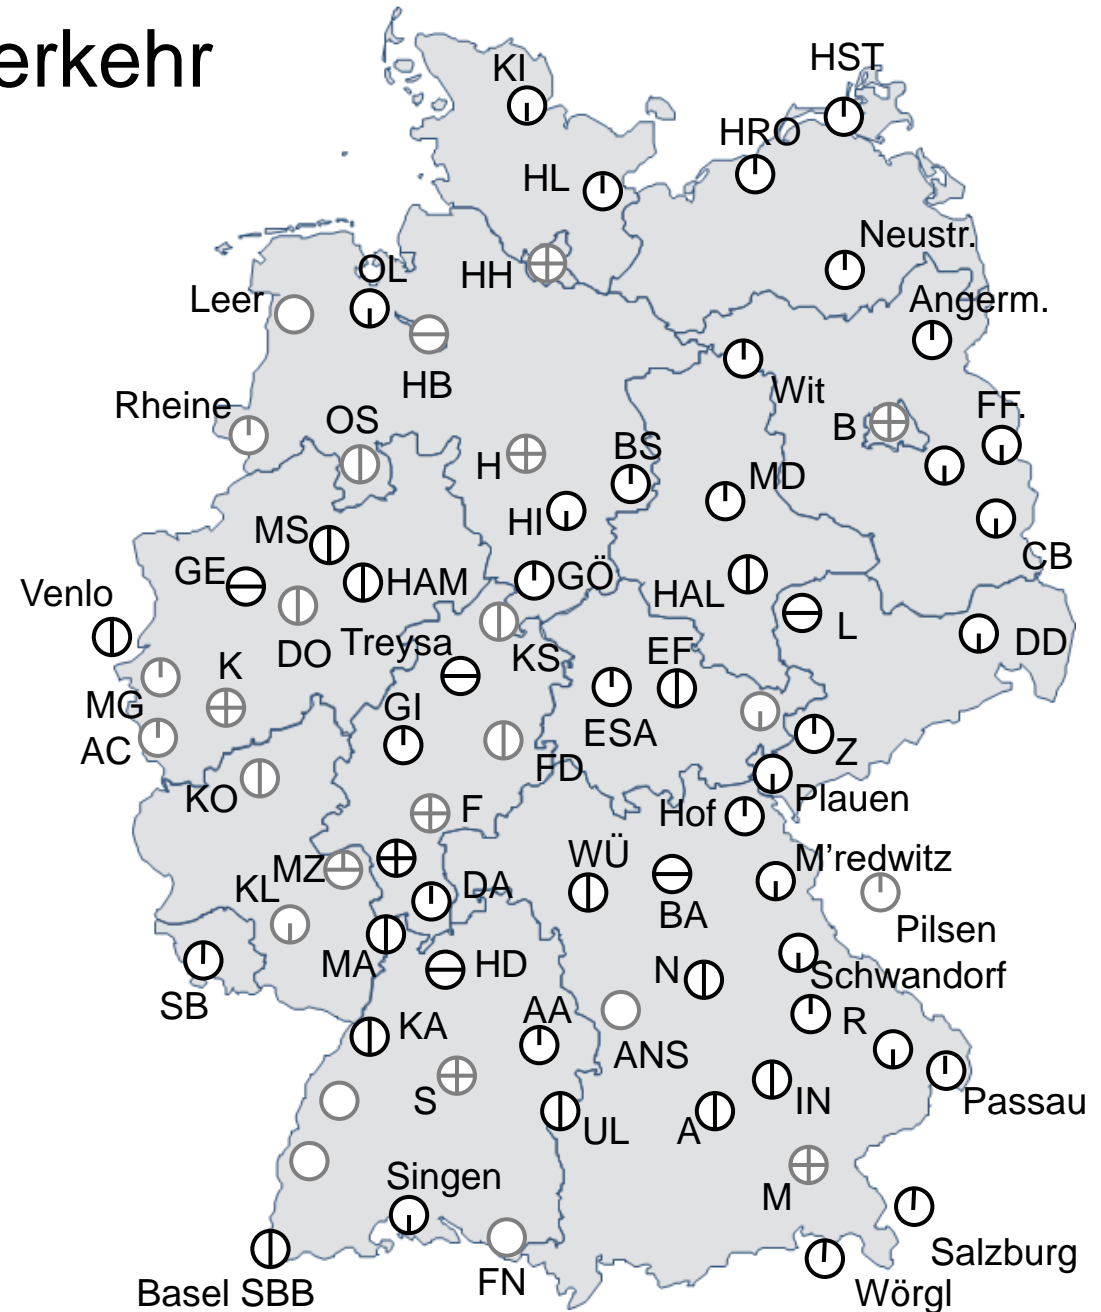 erkehr
KI
HST
HRO
HL
Neustr.
OL
HH
Leer
Angerm.
HB
Wit
Rheine
OS
B
FF.
BS
H
MD
HI
MS
CB
GE
HAM
GÖ
Venlo
HAL
L
DO
Treysa
KS
EF
DD
K
MG
GI
ESA
AC
FD
Z
KO
Plauen
F
Hof
WÜ
M'redwitz
MZ
KL
DA
BA
Pilsen
MA
HD
N
Schwandorf
SB
AA
R
KA
ANS
S
IN
Passau
UL
A
Singen
M
Salzburg
FN
Basel SBB
Wörgl